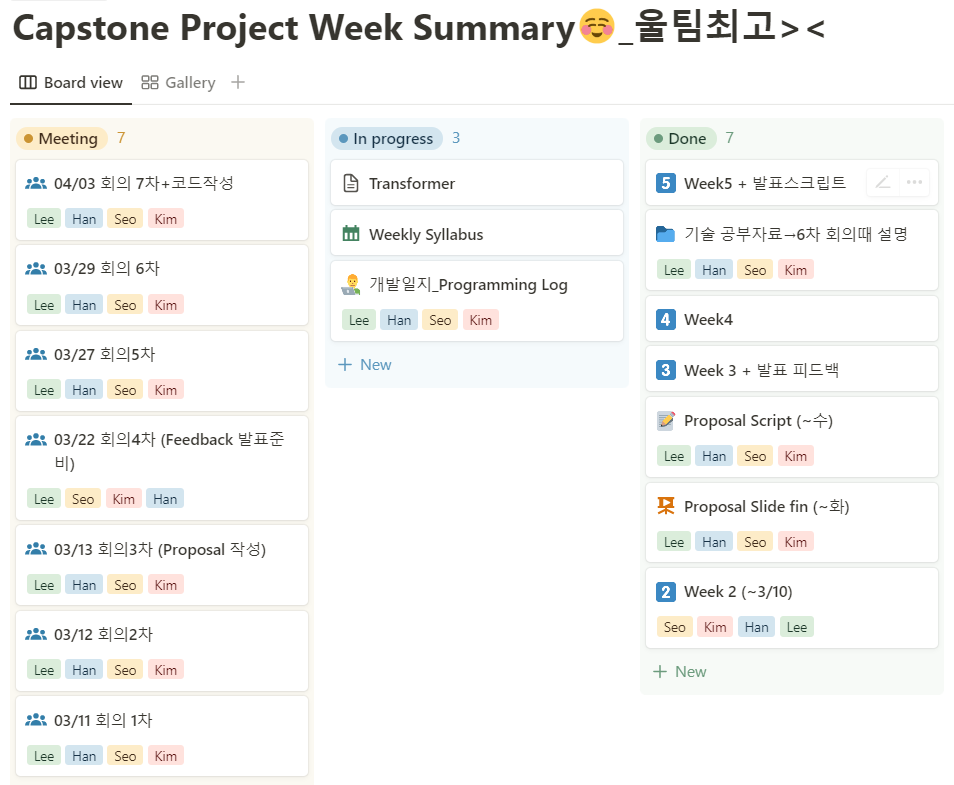 Capstone Project Week Summary☺️_울팀최고><
Board view
Gallery
Meeting 7
04/03 회의 7차+코드작성
Lee Han Seo Kim
03/29 회의 6차
Lee Han Seo Kim
03/27 회의5차
Lee Han Seo Kim
03/22 회의4차 (Feedback 발표준
비)
Lee Seo Kim Han
03/13 회의3차 (Proposal 작성)
Lee Han Seo Kim
03/12 회의2차
Lee Han Seo Kim
03/11 회의 1차
Lee Han Seo Kim
In progress 3
Transformer
Weekly Syllabus
개발일지_Programming Log
Lee Han Seo Kim
+ New
Done 7
5 Week5 + 발표스크립트
기술 공부자료→6차 회의때 설명
Lee Han Seo Kim
4 Week4
3 Week 3 + 발표 피드백
Proposal Script (~수)
Lee Han Seo Kim
Proposal Slide fin (~화)
Lee Han Seo Kim
2 Week 2 (~3/10)
Seo Kim Han Lee
+ New